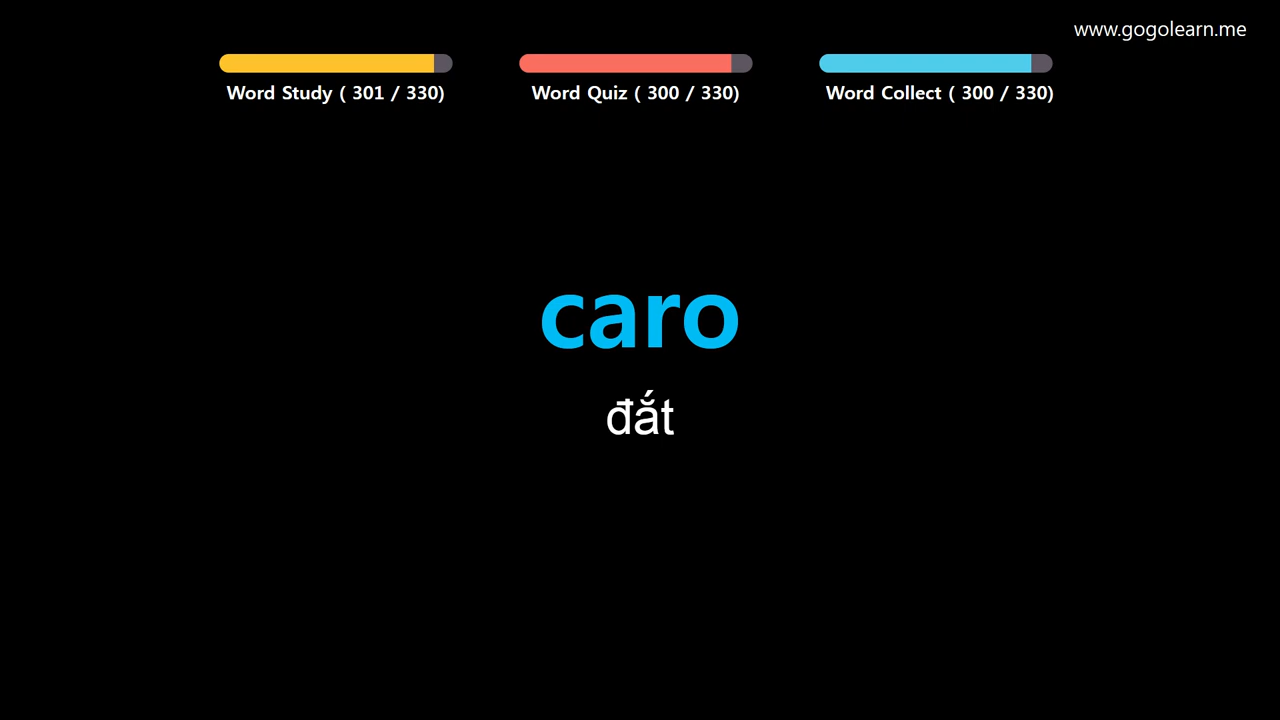 www.gogolearn.me
Word Study ( 301 / 330)
Word Quiz ( 300 / 330)
Word Collect ( 300 / 330)
caro
đắt